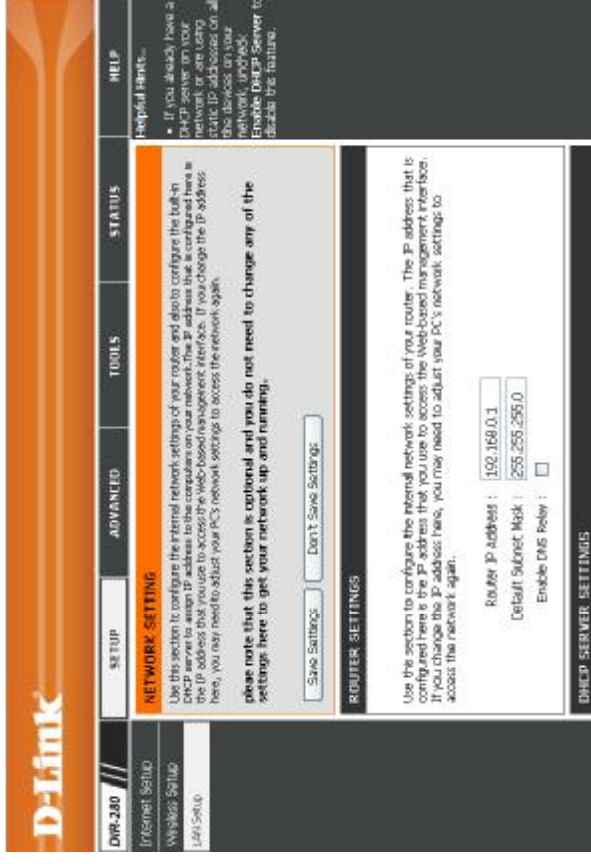 D-Link
DIR-280
SETUP
ADVANCED
TOOLS
STATUS
HELP
Internet Setup
Wireless Setup
LAN Setup
NETWORK SETTING
Use this section to configure the internal network settings of your router and also to configure the built-in
DHCP server to assign IP address to the computers on your network.The IP address that is configured here is
the IP address that you use to access the Web-based management interface. If you change the IP address
here, you may need to adjust your PC's network settings to access the network again.
please note that this section is optional and you do not need to change any of the
settings here to get your network up and running.
Save Settings
Don't Save Settings
ROUTER SETTINGS
Use this section to configure the internal network settings of your router. The IP address that is
configured here is the IP address that you use to access the Web-based management interface.
If you change the IP address here, you may need to adjust your PC's network settings to
access the network again.
Router IP Address : 192.168.0.1
Default Subnet Mask : 255.255.255.0
Enable DNS Relay :
DHCP SERVER SETTINGS
Helpful Hints..
• If you already have a
DHCP server on your
network or are using
static IP addresses on all
the devices on your
network, uncheck
Enable DHCP Server to
disable this feature.